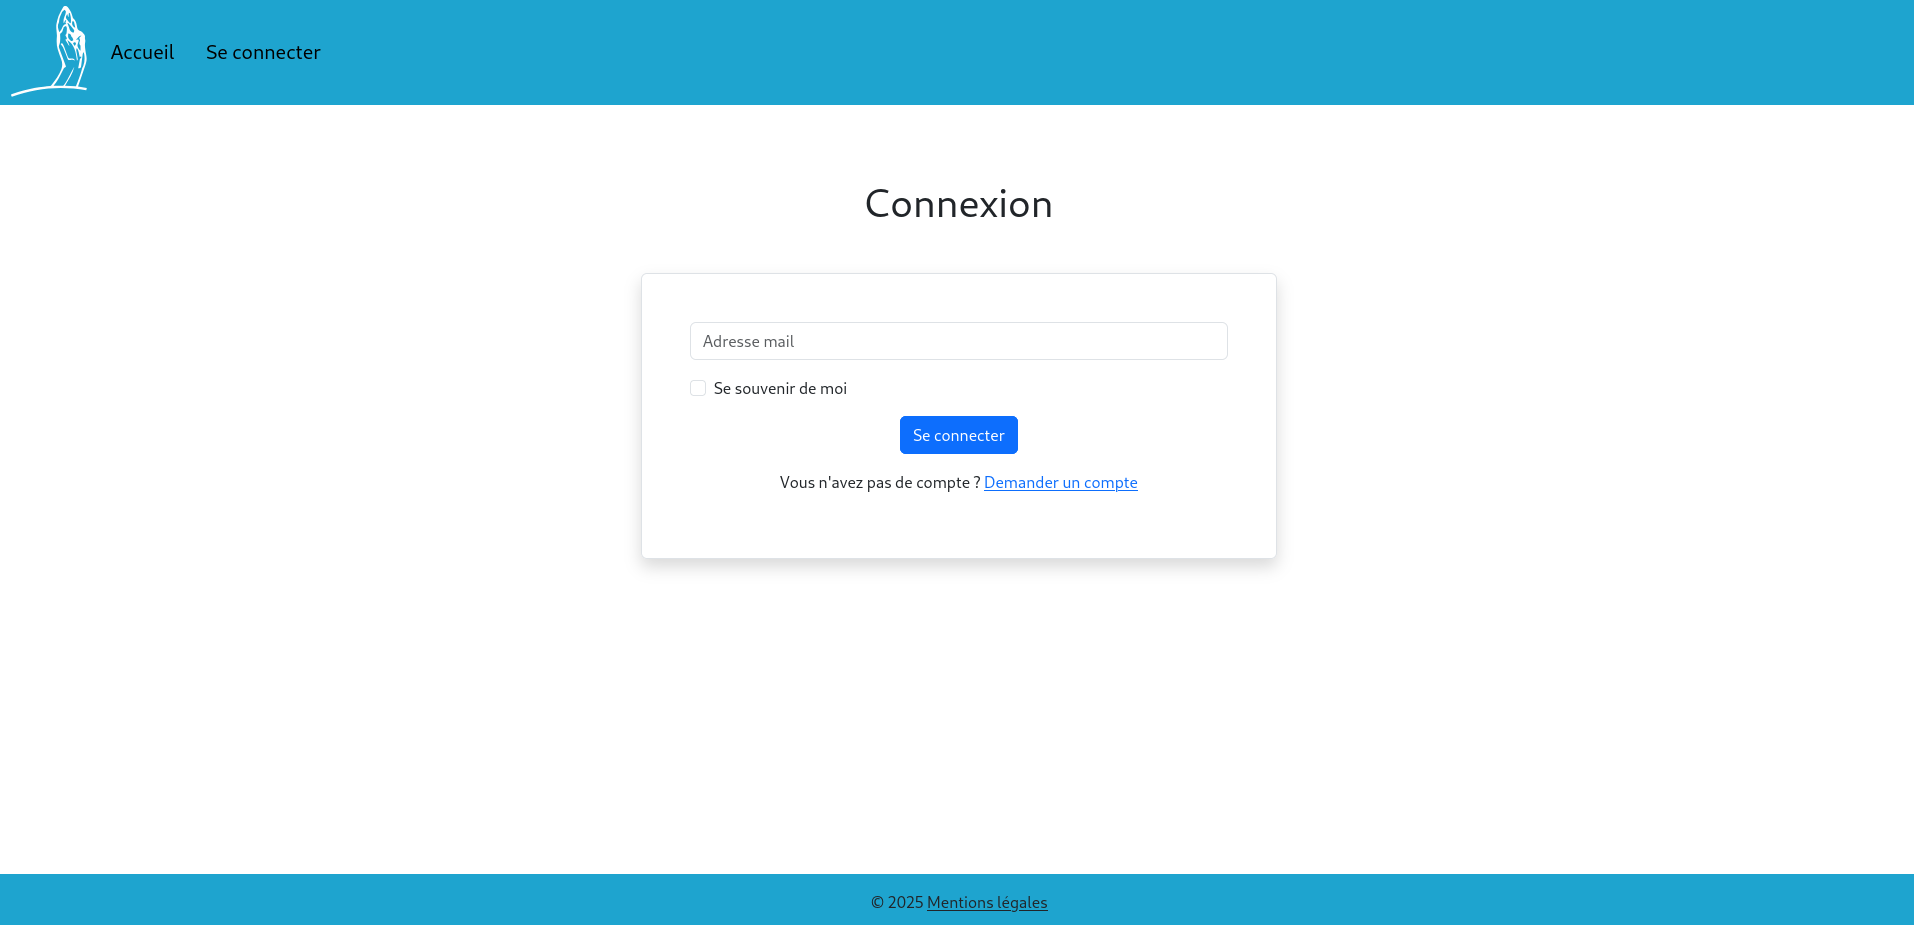 Accueil Se connecter
Connexion
Adresse mail
Se souvenir de moi
Se connecter
Vous n'avez pas de compte ? Demander un compte
© 2025 Mentions légales